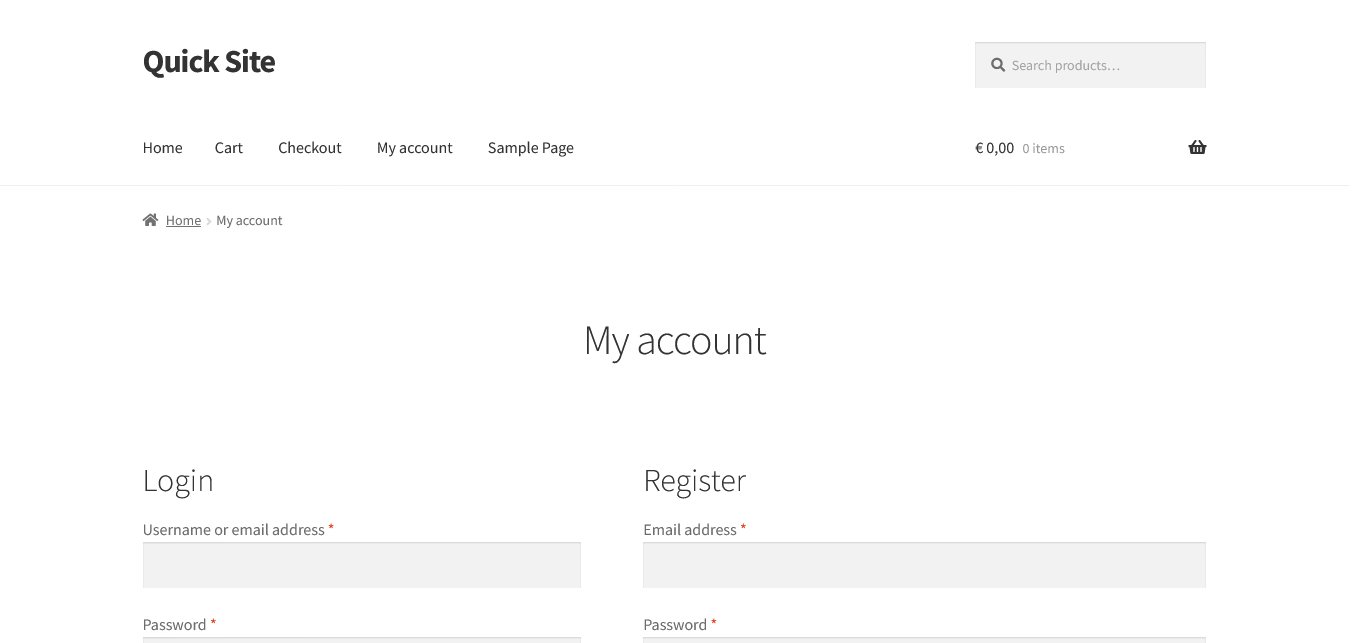 Quick Site
Search products…
Home Cart Checkout My account Sample Page
€ 0,00 0 items
Home › My account
My account
Login
Username or email address *
Password *
Register
Email address *
Password *